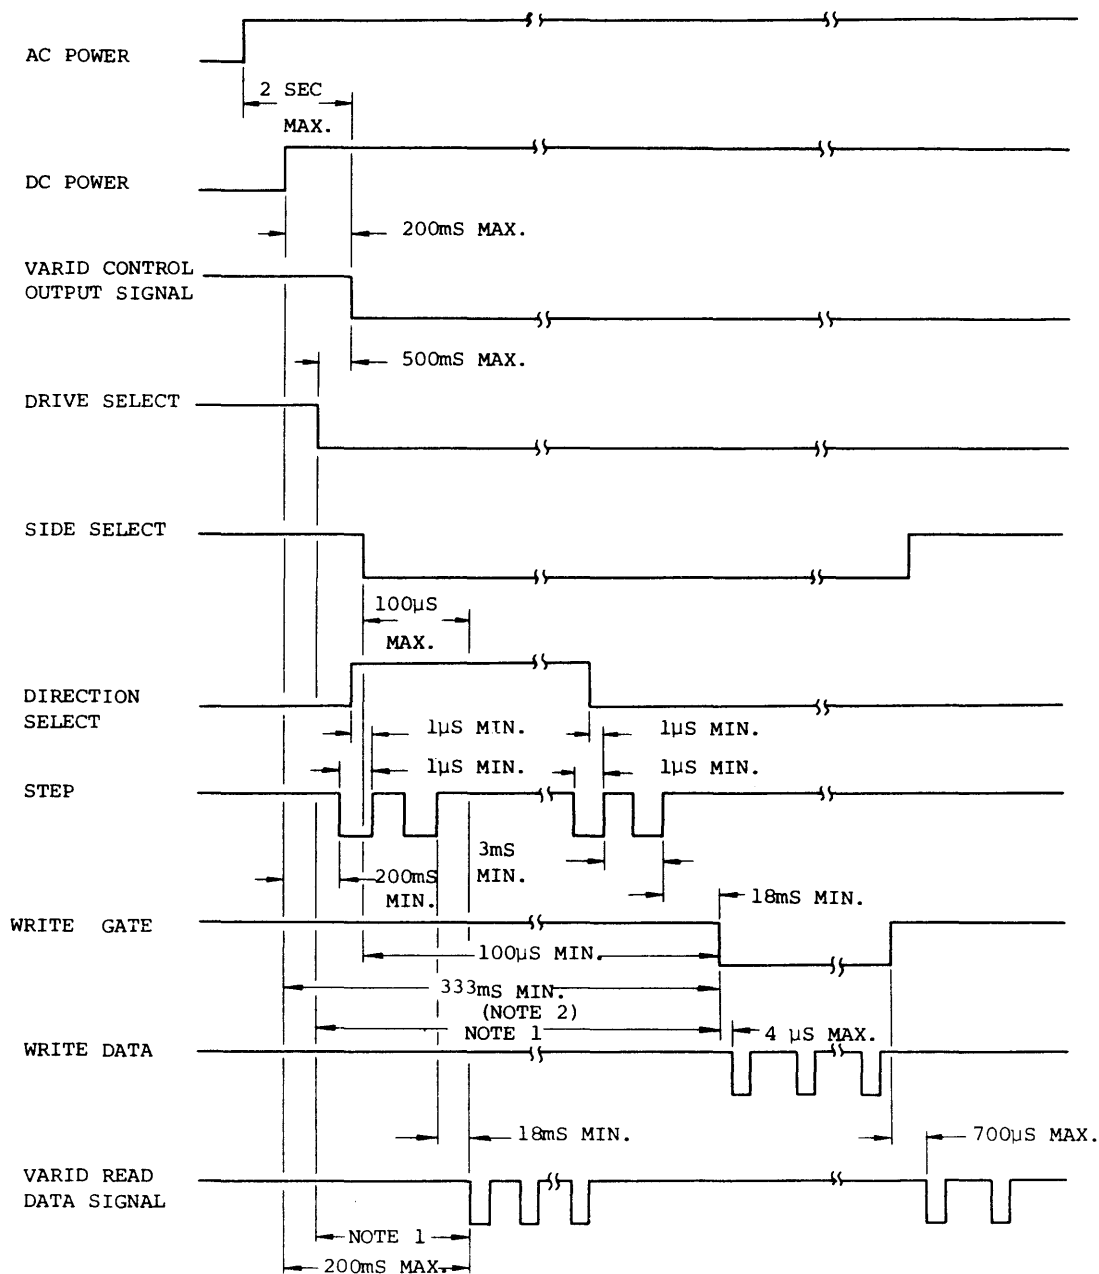 AC POWER
2 SEC
MAX.
DC POWER
200mS MAX.
VARID CONTROL
OUTPUT SIGNAL
500mS MAX.
DRIVE SELECT
SIDE SELECT
100µS
MAX.
DIRECTION
SELECT
1µS MIN.
1µS MIN.
1µS MIN.
1µS MIN.
STEP
3mS
MIN.
200mS
MIN.
18mS MIN.
WRITE GATE
100µS MIN.
333mS MIN.
(NOTE 2)
NOTE 1
4 µS MAX.
WRITE DATA
18mS MIN.
700µS MAX.
VARID READ
DATA SIGNAL
NOTE 1
200mS MAX.